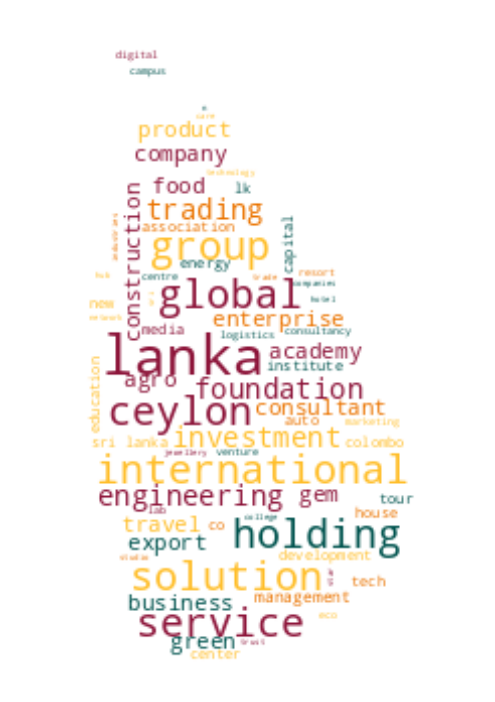 digital
campus
care
product
company
technology
food
lk
construction
trading
industries
association
capital
group
energy
hub
centre
trade
resort
companies
global
new
hotel
network
enterprise
media
logistics
consultancy
lanka
academy
institute
agro
education
foundation
ceylon
consultant
auto
marketing
sri lanka
investment
colombo
jewellery
venture
international
engineering
gem
tour
lab
house
college
travel
co
holding
export
development
studio
solution
tech
management
business
service
eco
green
trust
center